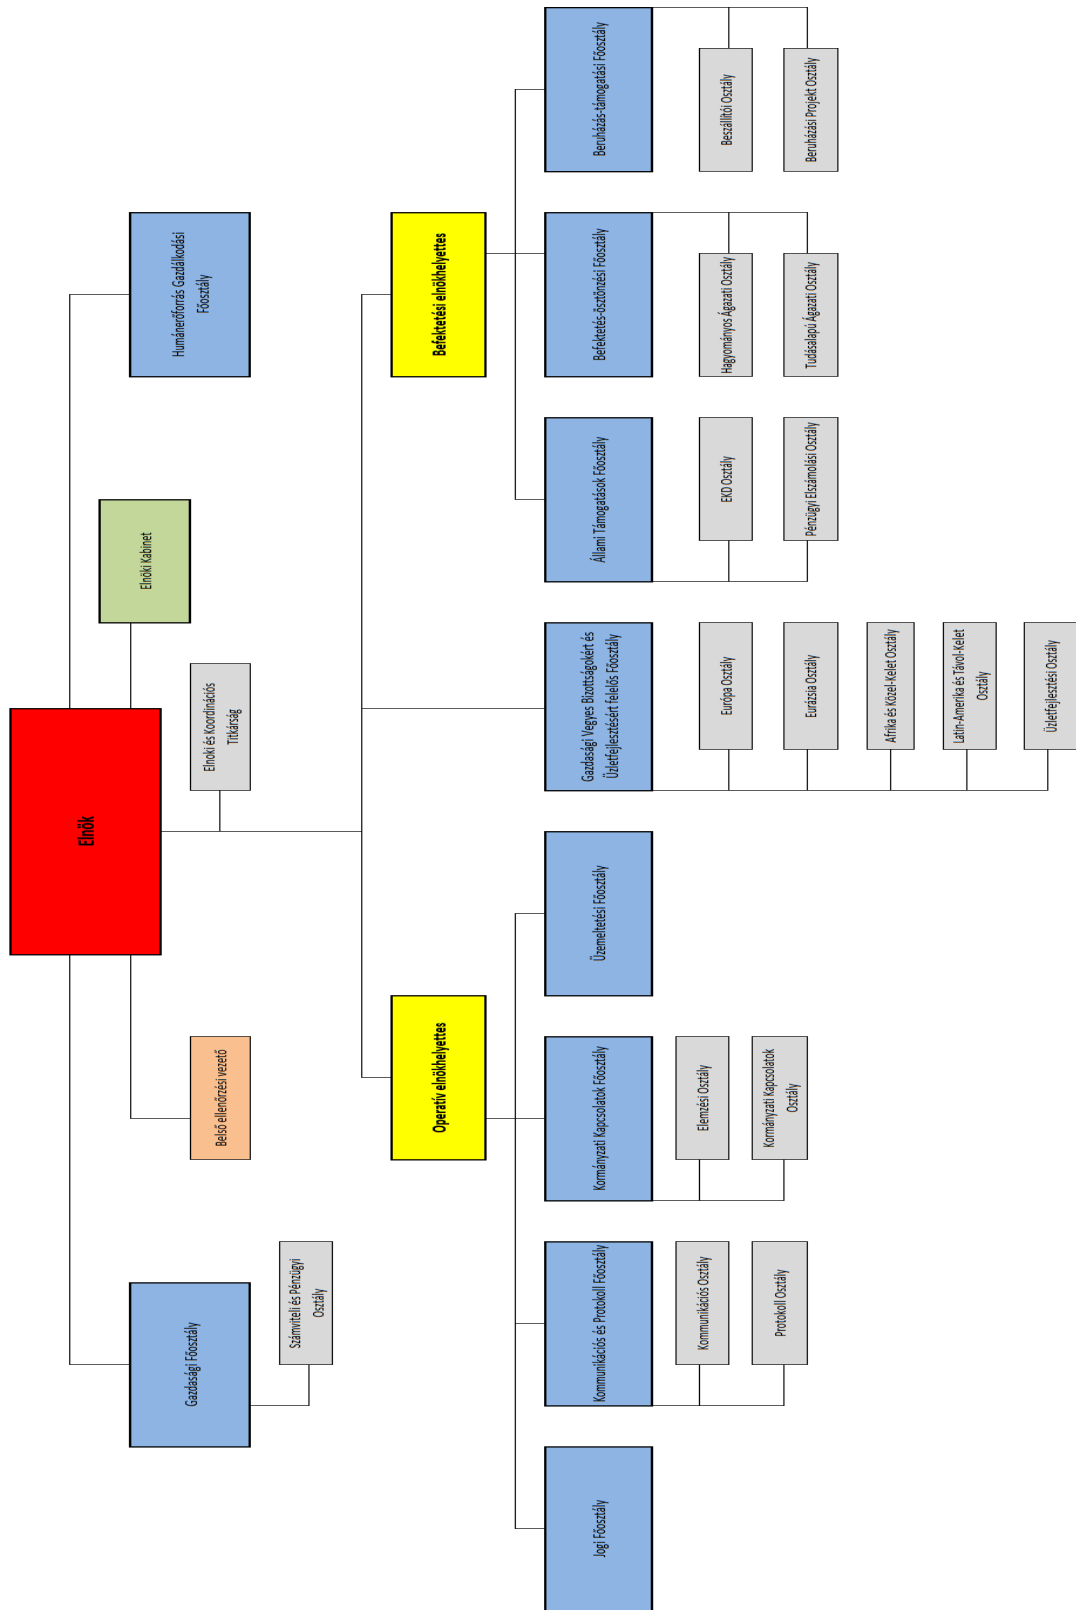 Elnök
Gazdasági Főosztály
Számviteli és Pénzügyi
Osztály
Belső ellenőrzési vezető
Elnoki és Koordinációs
Titkárság
Elnöki Kabinet
Humánerőforrás Gazdálkodási
Főosztály
Operatív elnökhelyettes
Befektetési elnökhelyettes
Jogi Főosztály
Kommunikációs és Protokoll Főosztály
Kommunikációs Osztály
Protokoll Osztály
Kormányzati Kapcsolatok Főosztály
Elemzési Osztály
Kormányzati Kapcsolatok
Osztály
Üzemeltetési Főosztály
Gazdasági Vegyes Bizottságokért és
Üzletfejlesztésért felelős Főosztály
Európa Osztály
Eurázsia Osztály
Afrika és Közel-Kelet Osztály
Latin-Amerika és Távol-Kelet
Osztály
Üzletfejlesztési Osztály
Állami Támogatások Főosztály
EKD Osztály
Pénzügyi Elszámolási Osztály
Befektetés-ösztönzési Főosztály
Hagyományos Ágazati Osztály
Tudásalapú Ágazati Osztály
Beruházás-támogatási Főosztály
Beszállítói Osztály
Beruházási Projekt Osztály